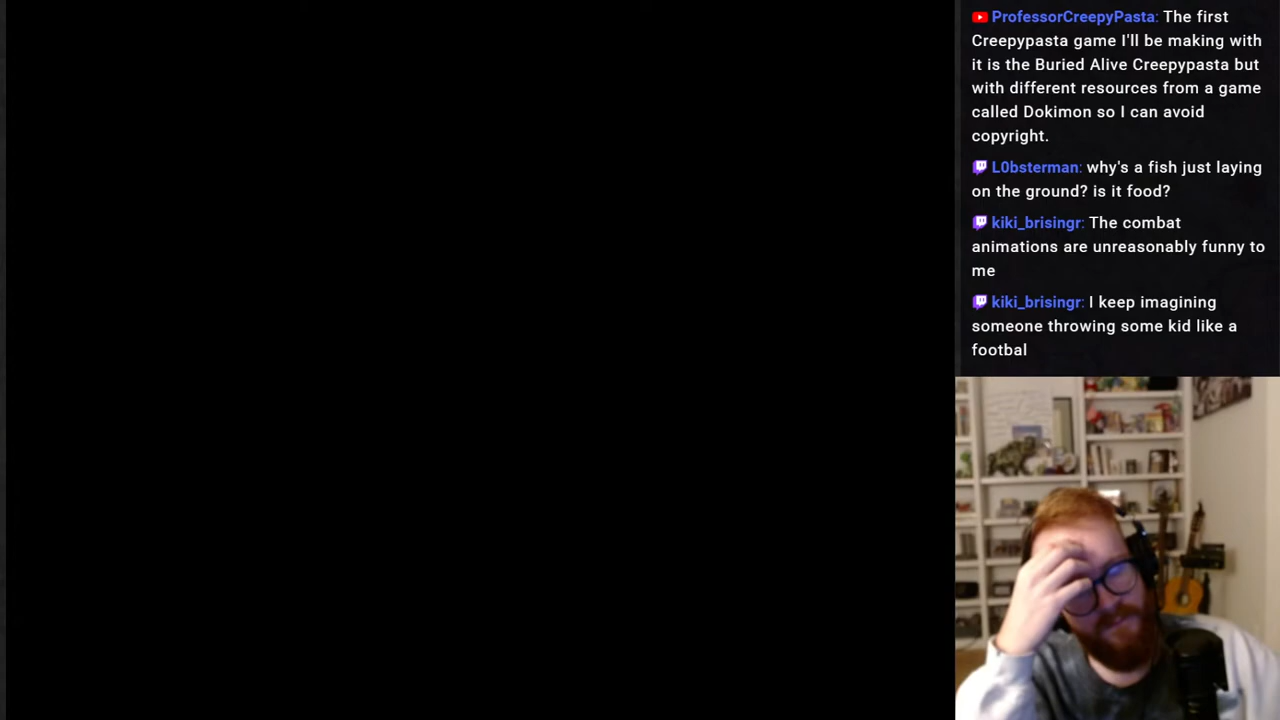 ProfessorCreepyPasta: The first
Creepypasta game I'll be making with
it is the Buried Alive Creepypasta but
with different resources from a game
called Dokimon so I can avoid
copyright.
L0bsterman: why's a fish just laying
on the ground? is it food?
kiki_brisingr: The combat
animations are unreasonably funny to
me
kiki_brisingr: I keep imagining
someone throwing some kid like a
footbal